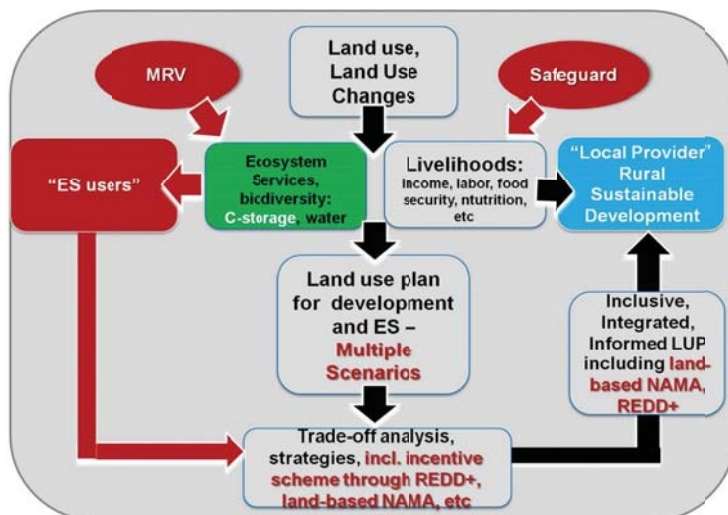 Land use,
Land Use
Changes
MRV
Safeguard
"ES users"
Ecosystem
Services,
biodiversity:
C-storage, water
Livelihoods:
income, labor, food
security, ntutrition,
etc
"Local Provider"
Rural
Sustainable
Development
Land use plan
for development
and ES –
Multiple
Scenarios
Inclusive,
Integrated,
Informed LUP
including land-
based NAMA,
REDD+
Trade-off analysis,
strategies, incl. incentive
scheme through REDD+,
land-based NAMA, etc